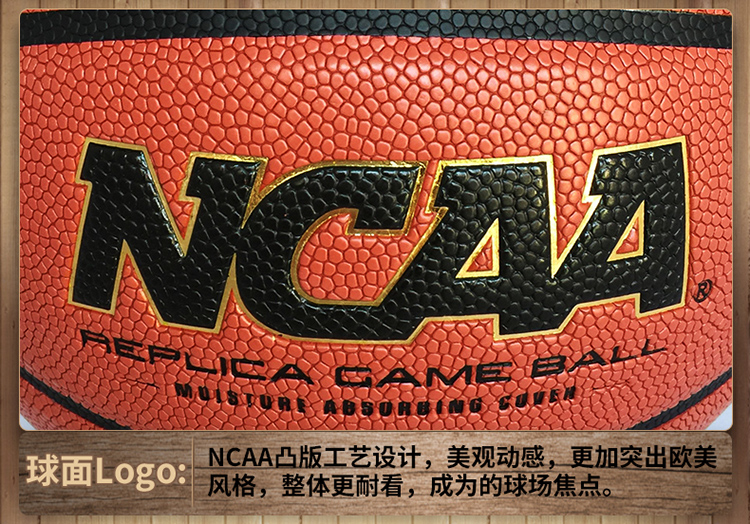 NCAA®
REPLICA GAME BALL
MOISTURE ABSORBING COVER
球面Logo:
NCAA凸版工艺设计，美观动感，更加突出欧美
风格，整体更耐看，成为的球场焦点。